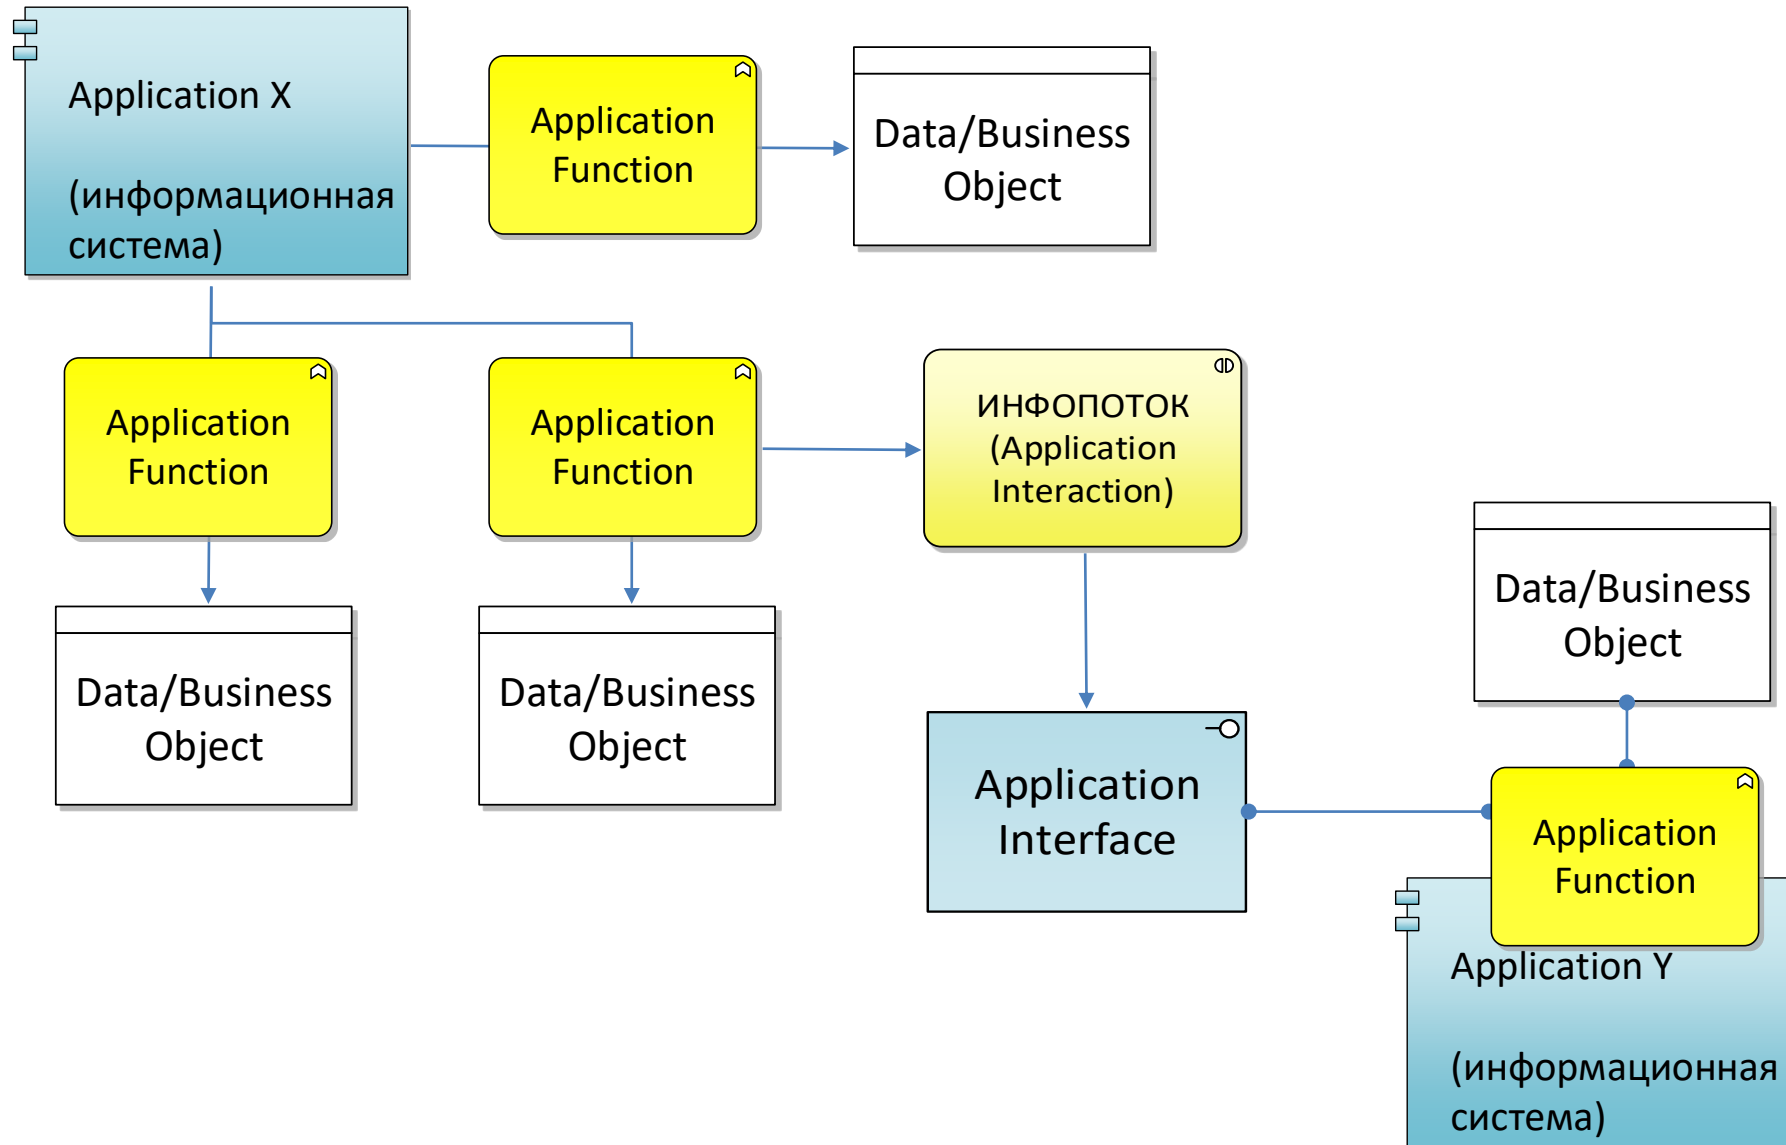 Application X
(информационная
система)
Application
Function
Data/Business
Object
Application
Function
Application
Function
ИНФОПОТОК
(Application
Interaction)
Data/Business
Object
Data/Business
Object
Data/Business
Object
Application
Interface
Application
Function
Application Y
(информационная
система)